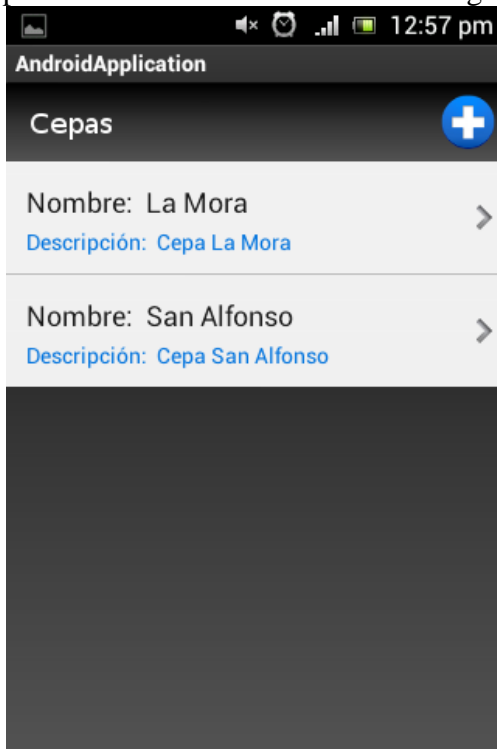 12:57 pm
AndroidApplication
Cepas
Nombre: La Mora
Descripción: Cepa La Mora
Nombre: San Alfonso
Descripción: Cepa San Alfonso